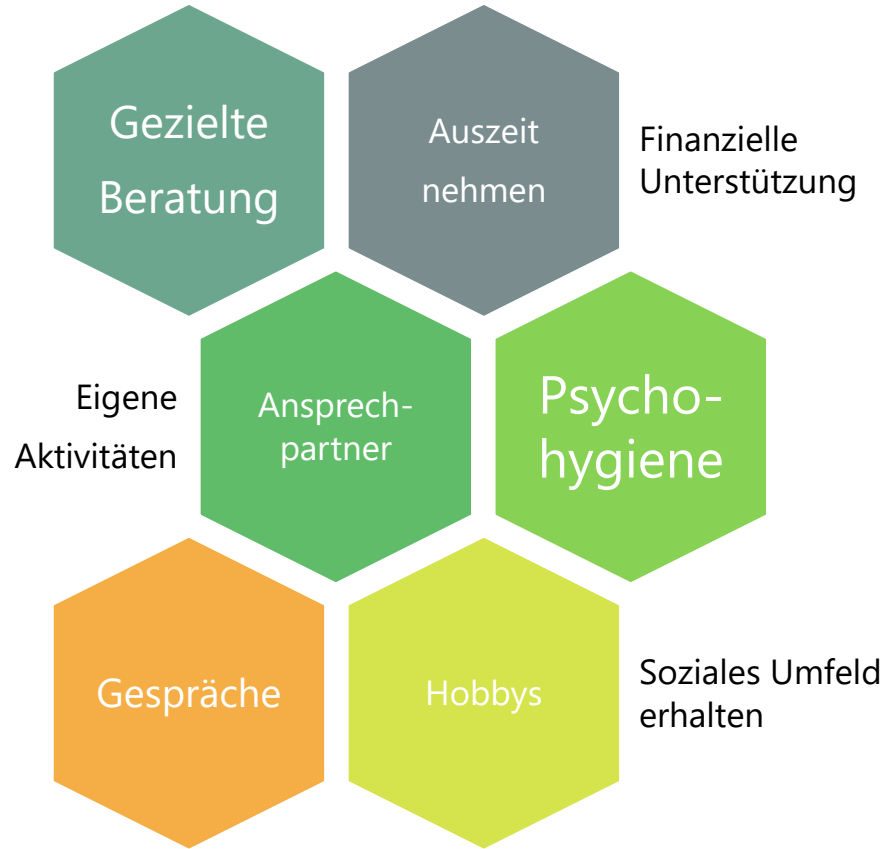 Gezielte
Beratung
Auszeit
nehmen
Finanzielle
Unterstützung
Eigene
Aktivitäten
Ansprech-
partner
Psycho-
hygiene
Gespräche
Hobbys
Soziales Umfeld
erhalten